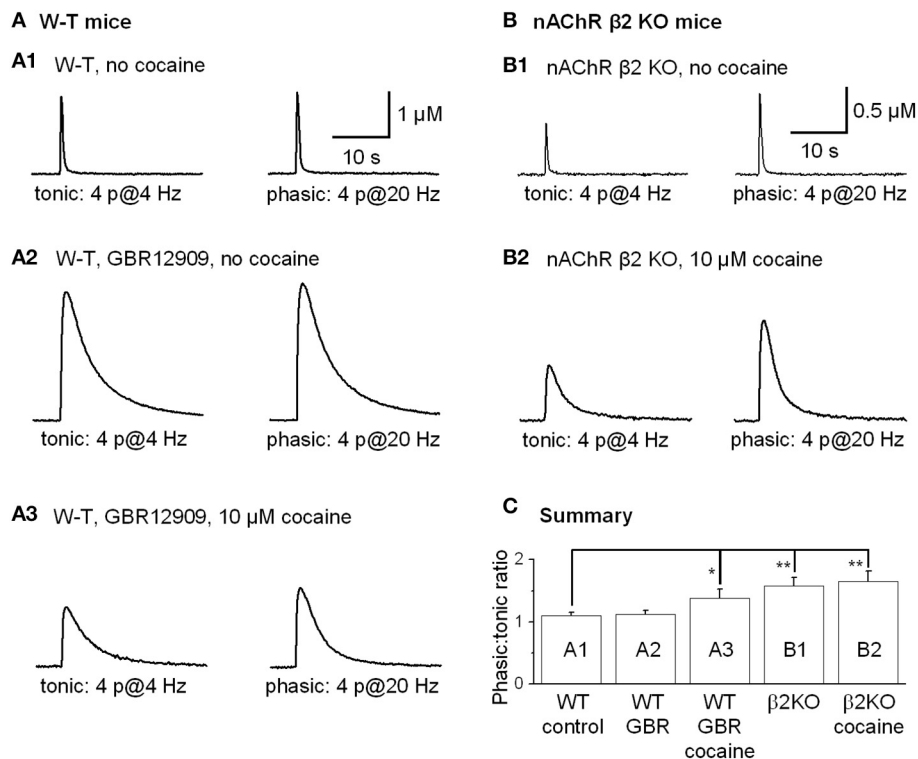 A W-T mice
A1 W-T, no cocaine
1 μM
10 s
tonic: 4 p@4 Hz
phasic: 4 p@20 Hz
A2 W-T, GBR12909, no cocaine
tonic: 4 p@4 Hz
phasic: 4 p@20 Hz
A3 W-T, GBR12909, 10 μM cocaine
tonic: 4 p@4 Hz
phasic: 4 p@20 Hz
B nAChR β2 KO mice
B1 nAChR β2 KO, no cocaine
0.5 μM
10 s
tonic: 4 p@4 Hz
phasic: 4 p@20 Hz
B2 nAChR β2 KO, 10 μM cocaine
tonic: 4 p@4 Hz
phasic: 4 p@20 Hz
C Summary
Phasic:tonic ratio
2
1
0
* ** **
A1 A2 A3 B1 B2
WT control
WT GBR
WT GBR cocaine
β2KO
β2KO cocaine